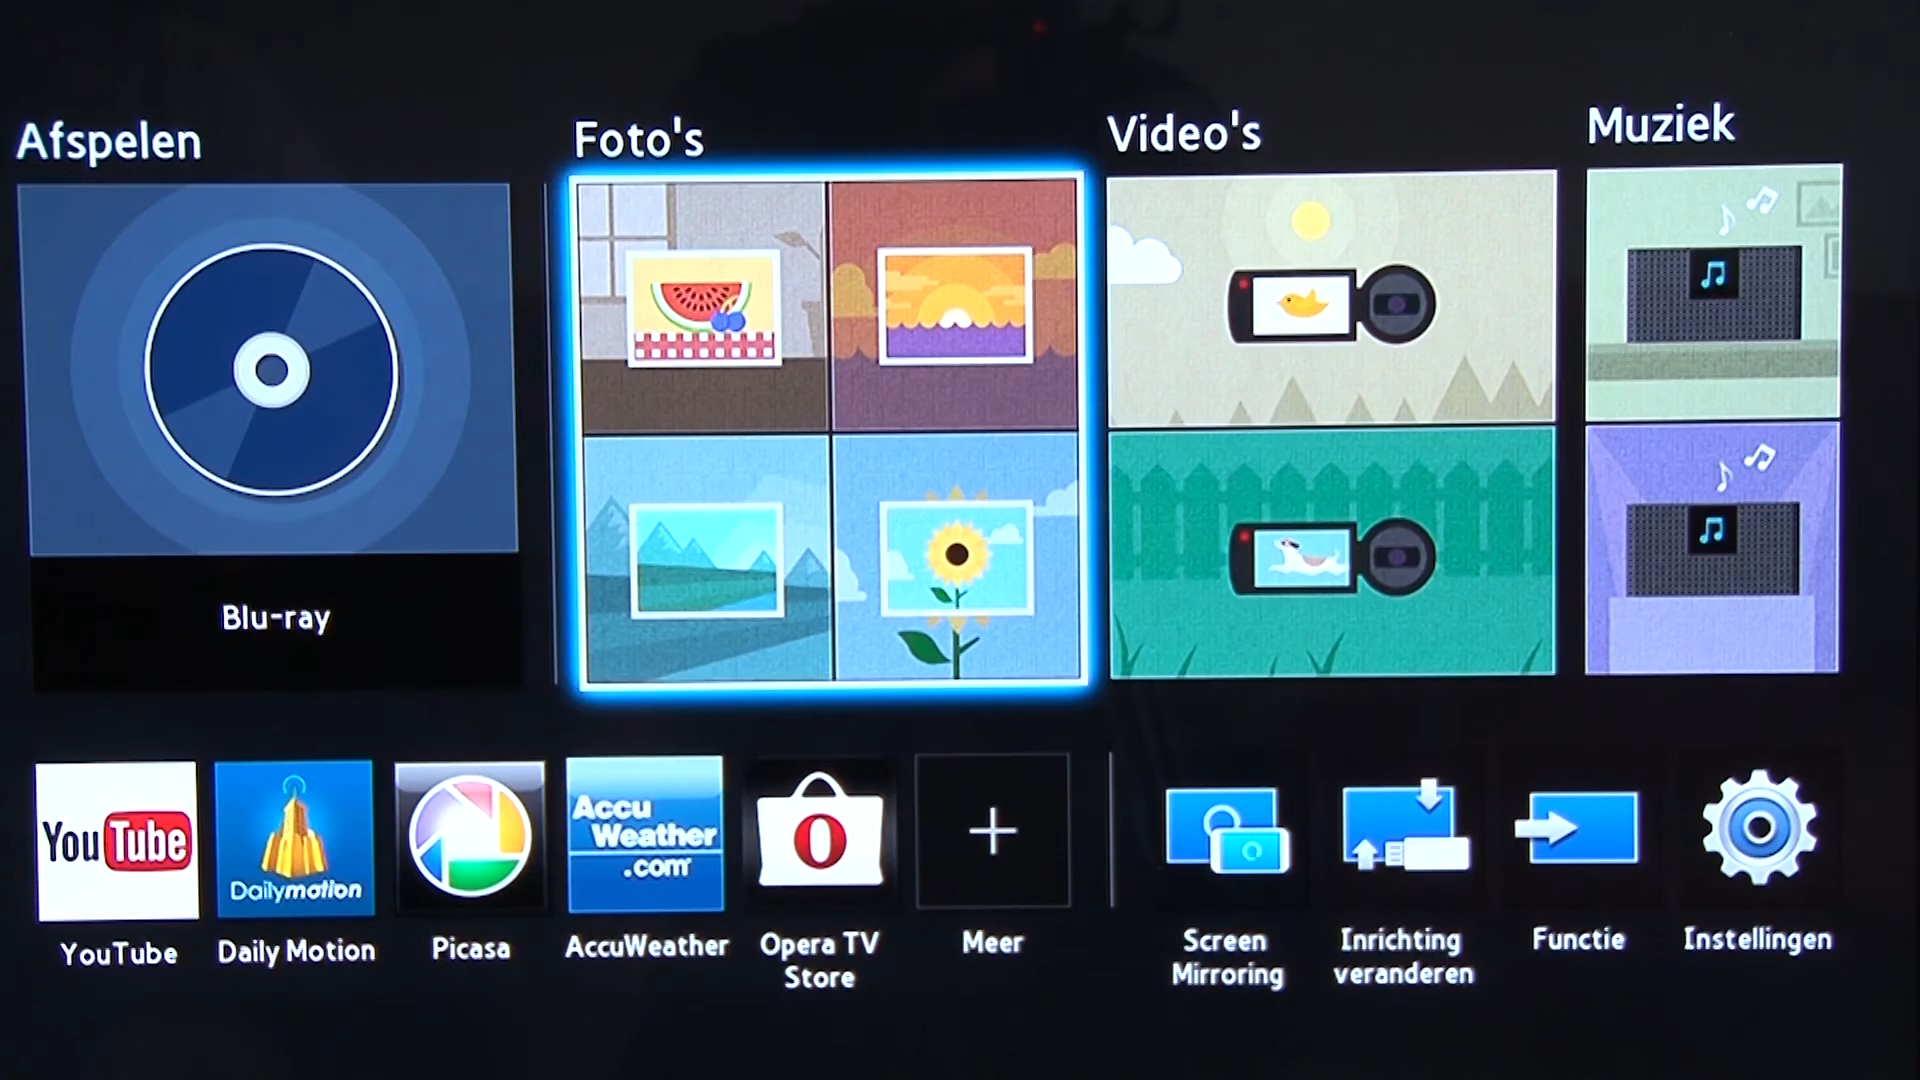 Afspelen
Foto's
Video's
Muziek
Blu-ray
YouTube
Dailymotion
Accu
Weather
.com
YouTube
Daily Motion
Picasa
AccuWeather
Opera TV
Store
Meer
Screen
Mirroring
Inrichting
veranderen
Functie
Instellingen